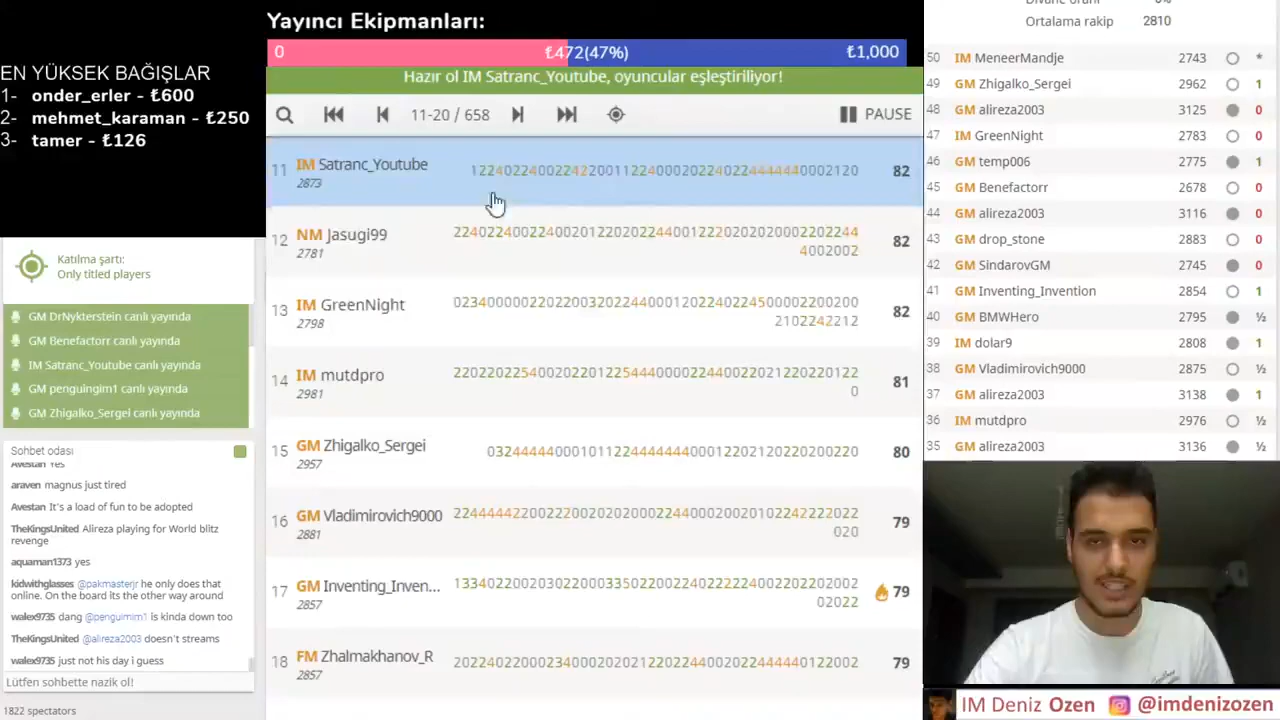 Yayıncı Ekipmanları:
0 ₺472(47%) ₺1,000
Hazır ol IM Satranc_Youtube, oyuncular eşleştiriliyor!
11-20 / 658 PAUSE
EN YÜKSEK BAĞIŞLAR
1- onder_erler - ₺600
2- mehmet_karaman - ₺250
3- tamer - ₺126
Katılma şartı:
Only titled players
GM DrNykterstein canlı yayında
GM Benefactorr canlı yayında
IM Satranc_Youtube canlı yayında
GM penguingim1 canlı yayında
GM Zhigalko_Sergei canlı yayında
Sohbet odası
Avestan Yes
araven magnus just tired
Avestan It's a load of fun to be adopted
TheKingsUnited Alireza playing for World blitz
revenge
aquaman1373 yes
kidwithglasses @pakmasterjr he only does that
online. On the board its the other way around
walex9735 dang @penguimim1 is kinda down too
TheKingsUnited @alireza2003 doesn't streams
walex9735 just not his day i guess
Lütfen sohbette nazik ol!
1822 spectators
11 IM Satranc_Youtube 1224022400224220011224000202240224444440002120 82
2873
12 NM Jasugi99 224022400224002012202022440012220202020002202244 82
4002002
2781
13 IM GreenNight 023400000220220032022440001202240224500002200200 82
2102242212
2798
14 IM mutdpro 2202202254002022012254440000224400220212202201220 81
0
2981
15 GM Zhigalko_Sergei 03244444000101122444444400012202120200220 80
2957
16 GM Vladimirovich9000 79
020
2881
17 GM Inventing_Inven... 79
02022
2857
18 FM Zhalmakhanov_R 79
2857
Ortalama rakip 2810
50 IM MeneerMandje 2743 *
49 GM Zhigalko_Sergei 2962 1
48 GM alireza2003 3125 0
47 IM GreenNight 2783 0
46 GM temp006 2775 1
45 GM Benefactorr 2678 0
44 GM alireza2003 3116 0
43 GM drop_stone 2883 0
42 GM SindarovGM 2745 0
41 GM Inventing_Invention 2854 1
40 GM BMWHero 2795 ½
39 IM dolar9 2808 1
38 GM Vladimirovich9000 2875 ½
37 GM alireza2003 3138 1
36 IM mutdpro 2976 ½
35 GM alireza2003 3136 ½
IM Deniz Ozen @imdenizozen